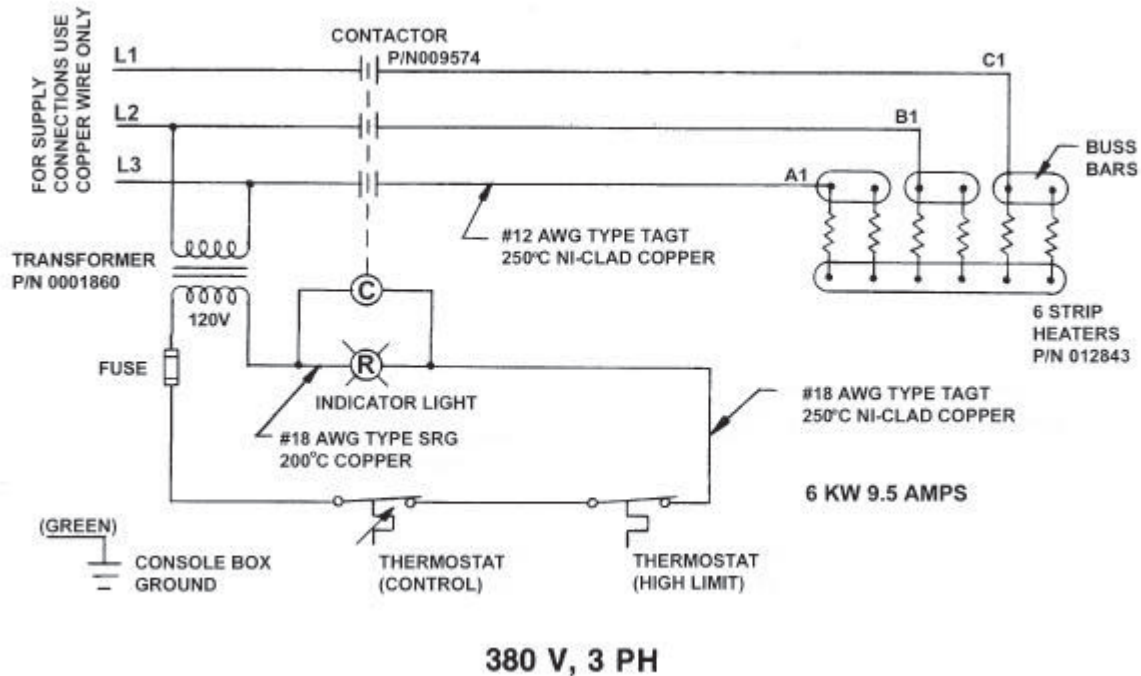 FOR SUPPLY
CONNECTIONS USE
COPPER WIRE ONLY
L1
L2
L3
CONTACTOR
P/N009574
C1
B1
A1
BUSS
BARS
#12 AWG TYPE TAGT
250°C NI-CLAD COPPER
TRANSFORMER
P/N 0001860
120V
C
6 STRIP
HEATERS
P/N 012843
FUSE
R
INDICATOR LIGHT
#18 AWG TYPE TAGT
250°C NI-CLAD COPPER
#18 AWG TYPE SRG
200°C COPPER
6 KW 9.5 AMPS
(GREEN)
CONSOLE BOX
GROUND
THERMOSTAT
(CONTROL)
THERMOSTAT
(HIGH LIMIT)
380 V, 3 PH